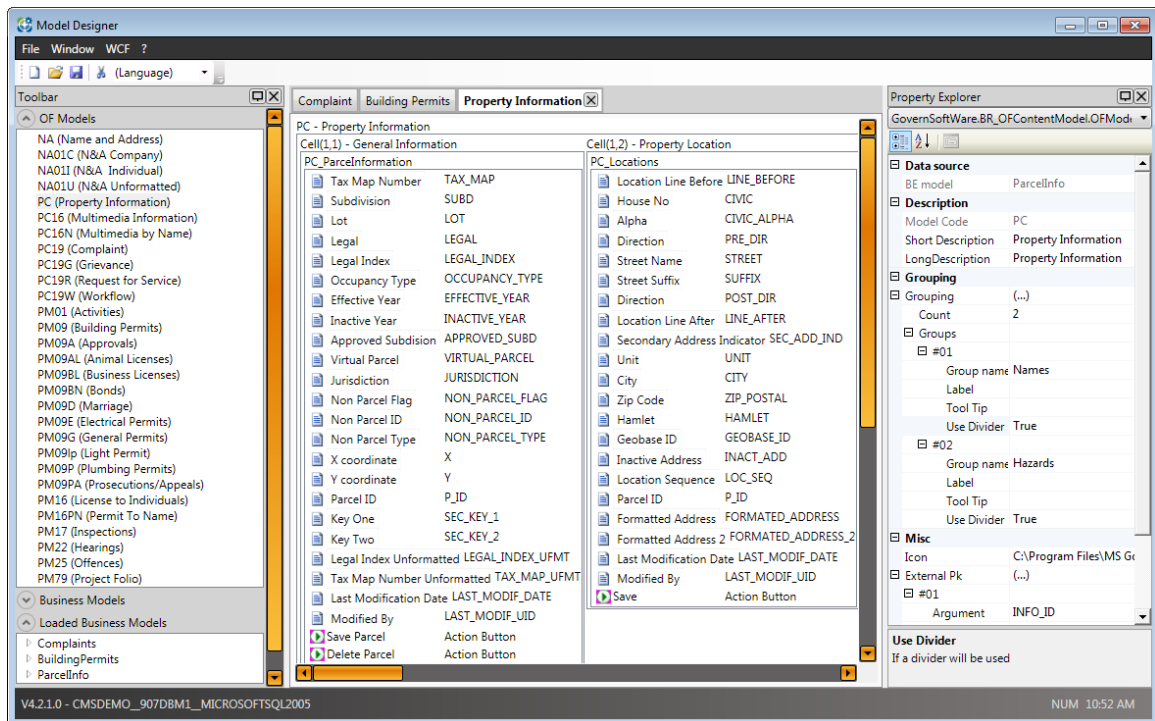 Model Designer
File Window WCF ?
(Language)
Toolbar
OF Models
NA (Name and Address)
NA01C (N&A Company)
NA01I (N&A Individual)
NA01U (N&A Unformatted)
PC (Property Information)
PC16 (Multimedia Information)
PC16N (Multimedia by Name)
PC19 (Complaint)
PC19G (Grievance)
PC19R (Request for Service)
PC19W (Workflow)
PM01 (Activities)
PM09 (Building Permits)
PM09A (Approvals)
PM09AL (Animal Licenses)
PM09BL (Business Licenses)
PM09BN (Bonds)
PM09D (Marriage)
PM09E (Electrical Permits)
PM09G (General Permits)
PM09lp (Light Permit)
PM09P (Plumbing Permits)
PM09PA (Prosecutions/Appeals)
PM16 (License to Individuals)
PM16PN (Permit To Name)
PM17 (Inspections)
PM22 (Hearings)
PM25 (Offences)
PM79 (Project Folio)
Business Models
Loaded Business Models
Complaints
BuildingPermits
ParcelInfo
Complaint Building Permits Property Information
PC - Property Information
Cell(1,1) - General Information
PC_ParceInformation
Tax Map Number TAX_MAP
Subdivision SUBD
Lot LOT
Legal LEGAL
Legal Index LEGAL_INDEX
Occupancy Type OCCUPANCY_TYPE
Effective Year EFFECTIVE_YEAR
Inactive Year INACTIVE_YEAR
Approved Subdision APPROVED_SUBD
Virtual Parcel VIRTUAL_PARCEL
Jurisdiction JURISDICTION
Non Parcel Flag NON_PARCEL_FLAG
Non Parcel ID NON_PARCEL_ID
Non Parcel Type NON_PARCEL_TYPE
X coordinate X
Y coordinate Y
Parcel ID P_ID
Key One SEC_KEY_1
Key Two SEC_KEY_2
Legal Index Unformatted LEGAL_INDEX_UFMT
Tax Map Number Unformatted TAX_MAP_UFMT
Last Modification Date LAST_MODIF_DATE
Modified By LAST_MODIF_UID
Save Parcel Action Button
Delete Parcel Action Button
Cell(1,2) - Property Location
PC_Locations
Location Line Before LINE_BEFORE
House No CIVIC
Alpha CIVIC_ALPHA
Direction PRE_DIR
Street Name STREET
Street Suffix SUFFIX
Direction POST_DIR
Location Line After LINE_AFTER
Secondary Address Indicator SEC_ADD_IND
Unit UNIT
City CITY
Zip Code ZIP_POSTAL
Hamlet HAMLET
Geobase ID GEOBASE_ID
Inactive Address INACT_ADD
Location Sequence LOC_SEQ
Parcel ID P_ID
Formatted Address FORMATED_ADDRESS
Formatted Address 2 FORMATED_ADDRESS_2
Last Modification Date LAST_MODIF_DATE
Modified By LAST_MODIF_UID
Save Action Button
Property Explorer
GovernSoftWare.BR_OFContentModel.OFMod
Data source
BE model ParcelInfo
Description
Model Code PC
Short Description Property Information
LongDescription Property Information
Grouping
Grouping (...)
Count 2
Groups
#01
Group name Names
Label
Tool Tip
Use Divider True
#02
Group name Hazards
Label
Tool Tip
Use Divider True
Misc
Icon C:\Program Files\MS Go
External Pk (...)
#01
Argument INFO_ID
Use Divider
If a divider will be used
V4.2.1.0 - CMSDEMO__907DBM1__MICROSOFTSQL2005
NUM 10:52 AM